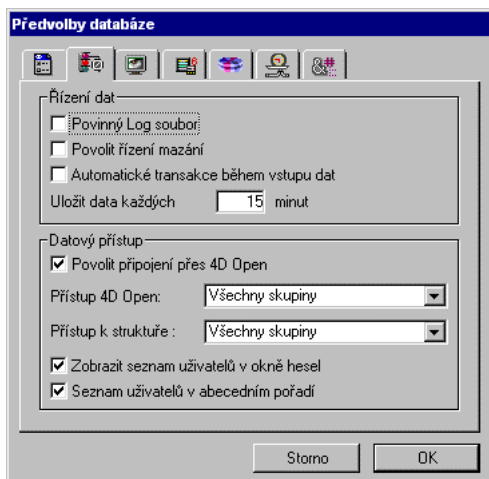 Předvolby databáze
Řízení dat
Povinný Log soubor
Povolit řízení mazání
Automatické transakce během vstupu dat
Uložit data každých 15 minut
Datový přístup
Povolit připojení přes 4D Open
Přístup 4D Open: Všechny skupiny
Přístup k struktuře : Všechny skupiny
Zobrazit seznam uživatelů v okně hesel
Seznam uživatelů v abecedním pořadí
Storno OK